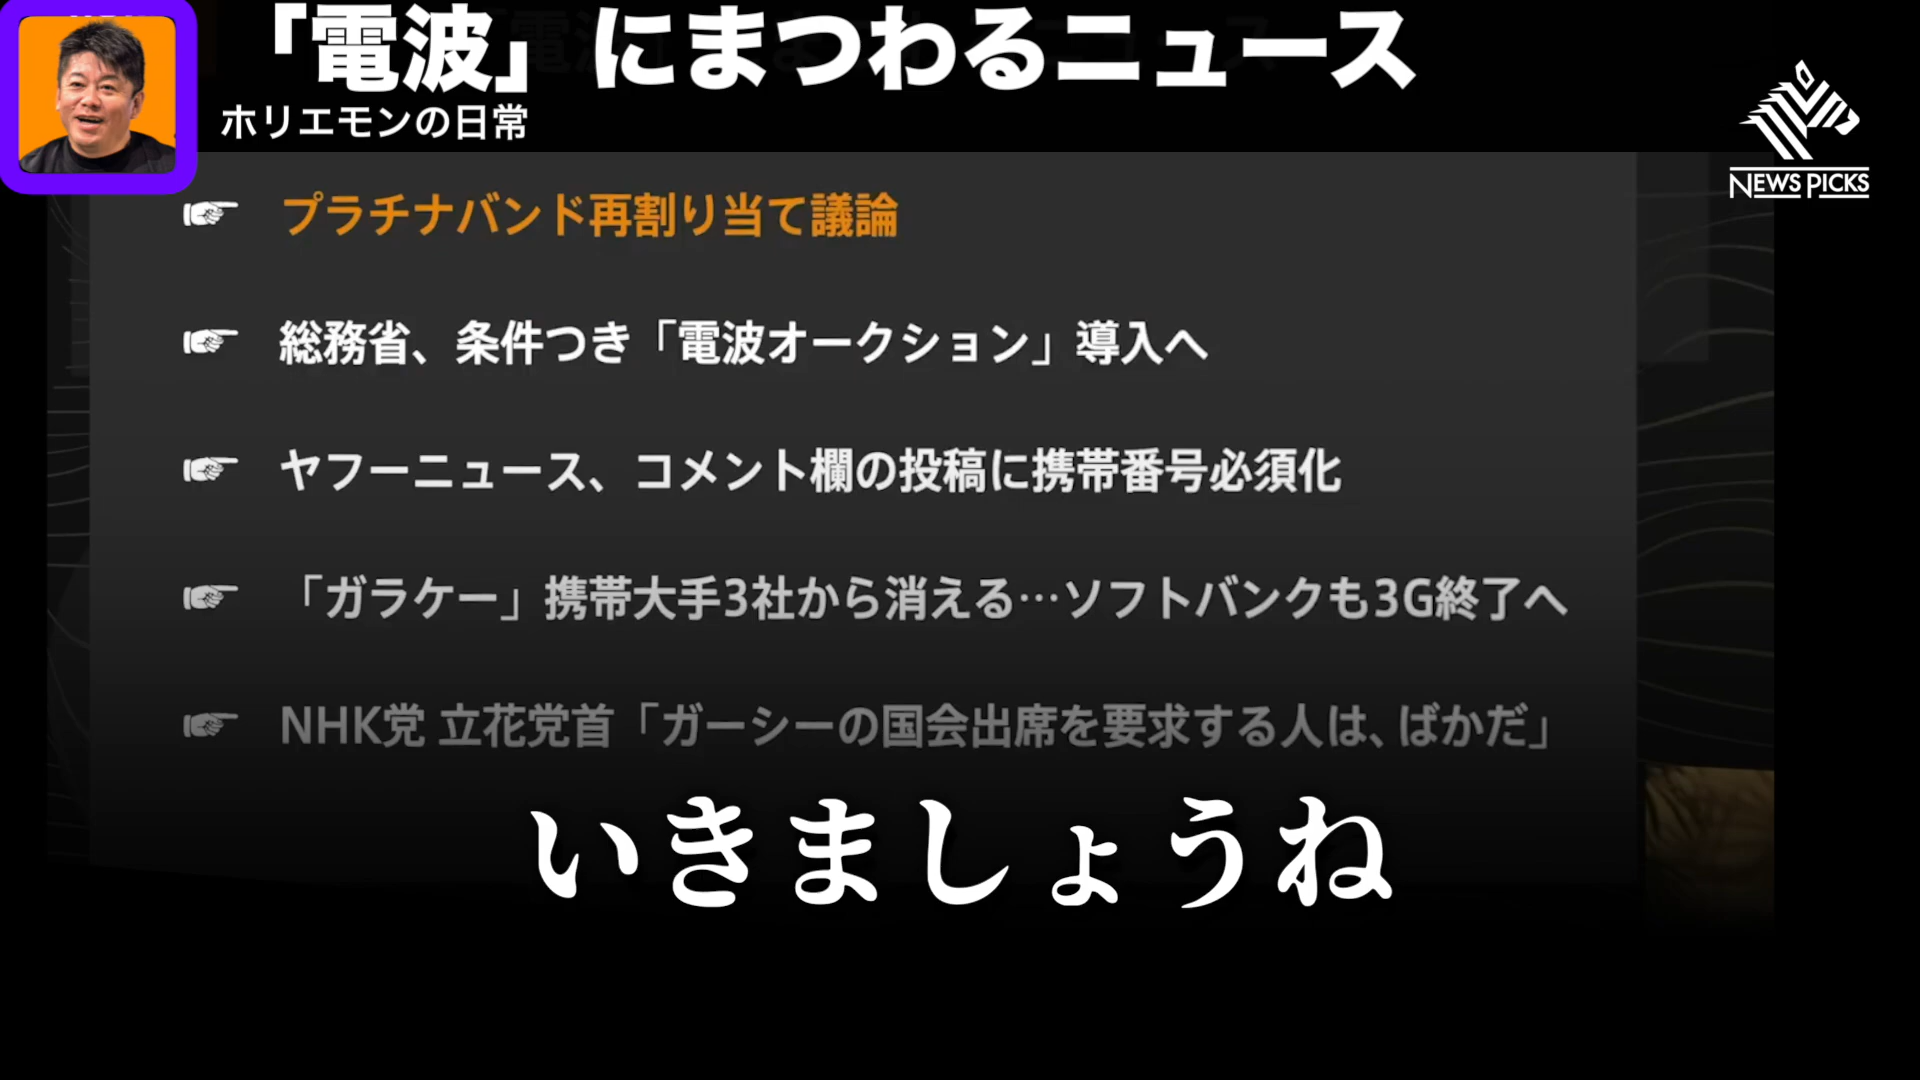 「電波」にまつわるニュース
ホリエモンの日常
NEWS PICKS
プラチナバンド再割り当て議論
総務省、条件つき「電波オークション」導入へ
ヤフーニュース、コメント欄の投稿に携帯番号必須化
「ガラケー」携帯大手3社から消える…ソフトバンクも3G終了へ
NHK党 立花党首「ガーシーの国会出席を要求する人は、ばかだ」
いきましょうね